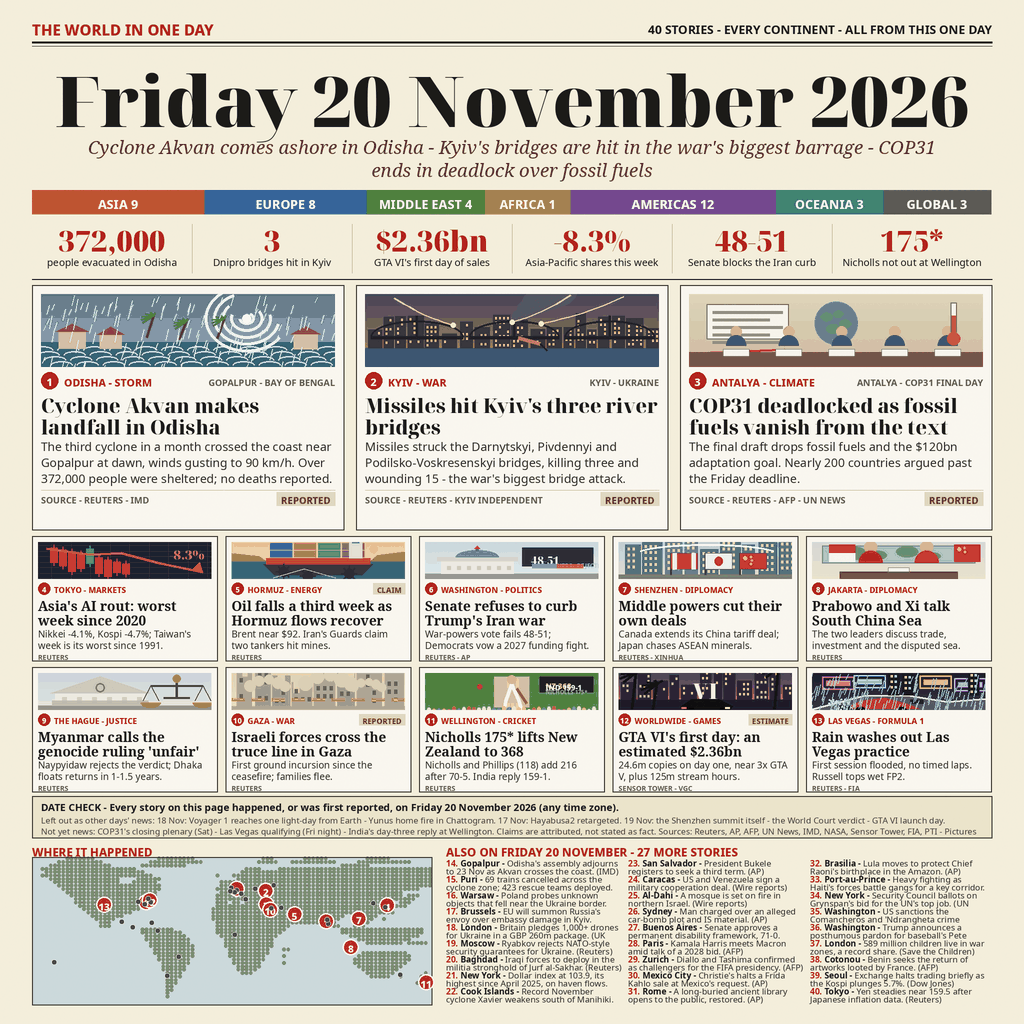 THE WORLD IN ONE DAY
40 STORIES - EVERY CONTINENT - ALL FROM THIS ONE DAY
Friday 20 November 2026
Cyclone Akvan comes ashore in Odisha - Kyiv's bridges are hit in the war's biggest barrage - COP31
ends in deadlock over fossil fuels
ASIA 9
EUROPE 8
MIDDLE EAST 4
AFRICA 1
AMERICAS 12
OCEANIA 3
GLOBAL 3
372,000
people evacuated in Odisha
3
Dnipro bridges hit in Kyiv
$2.36bn
GTA VI's first day of sales
-8.3%
Asia-Pacific shares this week
48-51
Senate blocks the Iran curb
175*
Nicholls not out at Wellington
1 ODISHA - STORM
GOPALPUR - BAY OF BENGAL
Cyclone Akvan makes
landfall in Odisha
The third cyclone in a month crossed the coast near
Gopalpur at dawn, winds gusting to 90 km/h. Over
372,000 people were sheltered; no deaths reported.
SOURCE - REUTERS - IMD
REPORTED
2 KYIV - WAR
KYIV - UKRAINE
Missiles hit Kyiv's three river
bridges
Missiles struck the Darnytskyi, Pivdennyi and
Podilsko-Voskresenskyi bridges, killing three and
wounding 15 - the war's biggest bridge attack.
SOURCE - REUTERS - KYIV INDEPENDENT
REPORTED
3 ANTALYA - CLIMATE
ANTALYA - COP31 FINAL DAY
COP31 deadlocked as fossil
fuels vanish from the text
The final draft drops fossil fuels and the $120bn
adaptation goal. Nearly 200 countries argued past
the Friday deadline.
SOURCE - REUTERS - AFP - UN NEWS
REPORTED
8.3%
4 TOKYO - MARKETS
Asia's AI rout: worst
week since 2020
Nikkei -4.1%, Kospi -4.7%; Taiwan's
week is its worst since 1991.
REUTERS
5 HORMUZ - ENERGY
CLAIM
Oil falls a third week as
Hormuz flows recover
Brent near $92. Iran's Guards claim
two tankers hit mines.
REUTERS
48-51
6 WASHINGTON - POLITICS
Senate refuses to curb
Trump's Iran war
War-powers vote fails 48-51;
Democrats vow a 2027 funding fight.
REUTERS - AP
7 SHENZHEN - DIPLOMACY
Middle powers cut their
own deals
Canada extends its China tariff deal;
Japan chases ASEAN minerals.
REUTERS - XINHUA
8 JAKARTA - DIPLOMACY
Prabowo and Xi talk
South China Sea
The two leaders discuss trade,
investment and the disputed sea.
REUTERS
9 THE HAGUE - JUSTICE
Myanmar calls the
genocide ruling 'unfair'
Naypyidaw rejects the verdict; Dhaka
floats returns in 1-1.5 years.
REUTERS
10 GAZA - WAR
REPORTED
Israeli forces cross the
truce line in Gaza
First ground incursion since the
ceasefire; families flee.
REUTERS
11 WELLINGTON - CRICKET
Nicholls 175* lifts New
Zealand to 368
Nicholls and Phillips (118) add 216
after 70-5. India reply 159-1.
REUTERS
VI
12 WORLDWIDE - GAMES
ESTIMATE
GTA VI's first day: an
estimated $2.36bn
24.6m copies on day one, near 3x GTA
V, plus 125m stream hours.
SENSOR TOWER - VGC
13 LAS VEGAS - FORMULA 1
Rain washes out Las
Vegas practice
First session flooded, no timed laps.
Russell tops wet FP2.
REUTERS - FIA
DATE CHECK - Every story on this page happened, or was first reported, on Friday 20 November 2026 (any time zone).
Left out as other days' news: 18 Nov: Voyager 1 reaches one light-day from Earth - Yunus home fire in Chattogram. 17 Nov: Hayabusa2 retargeted. 19 Nov: the Shenzhen summit itself - the World Court verdict - GTA VI launch day.
Not yet news: COP31's closing plenary (Sat) - Las Vegas qualifying (Fri night) - India's day-three reply at Wellington. Claims are attributed, not stated as fact. Sources: Reuters, AP, AFP, UN News, IMD, NASA, Sensor Tower, FIA, PTI - Pictures
WHERE IT HAPPENED
13
2
5
7
8
11
ALSO ON FRIDAY 20 NOVEMBER - 27 MORE STORIES
14. Gopalpur - Odisha's assembly adjourns
to 23 Nov as Akvan crosses the coast. (IMD)
15. Puri - 69 trains cancelled across the
cyclone zone; 423 rescue teams deployed.
16. Warsaw - Poland probes unknown
objects that fell near the Ukraine border.
17. Brussels - EU will summon Russia's
envoy over embassy damage in Kyiv.
18. London - Britain pledges 1,000+ drones
for Ukraine in a GBP 260m package. (UK
19. Moscow - Ryabkov rejects NATO-style
security guarantees for Ukraine. (Reuters)
20. Baghdad - Iraqi forces to deploy in the
militia stronghold of Jurf al-Sakhar. (Reuters)
21. New York - Dollar index at 103.9, its
highest since April 2025, on haven flows.
22. Cook Islands - Record November
cyclone Xavier weakens south of Manihiki.
23. San Salvador - President Bukele
registers to seek a third term. (AP)
24. Caracas - US and Venezuela sign a
military cooperation deal. (Wire reports)
25. Al-Dahi - A mosque is set on fire in
northern Israel. (Wire reports)
26. Sydney - Man charged over an alleged
car-bomb plot and IS material. (AP)
27. Buenos Aires - Senate approves a
permanent disability framework, 71-0.
28. Paris - Kamala Harris meets Macron
amid talk of a 2028 bid. (AFP)
29. Zurich - Diallo and Tashima confirmed
as challengers for the FIFA presidency. (AFP)
30. Mexico City - Christie's halts a Frida
Kahlo sale at Mexico's request. (AP)
31. Rome - A long-buried ancient library
opens to the public, restored. (AP)
32. Brasilia - Lula moves to protect Chief
Raoni's birthplace in the Amazon. (AP)
33. Port-au-Prince - Heavy fighting as
Haiti's forces battle gangs for a key corridor.
34. New York - Security Council ballots on
Grynspan's bid for the UN's top job. (UN
35. Washington - US sanctions the
Comancheros and 'Ndrangheta crime
36. Washington - Trump announces a
posthumous pardon for baseball's Pete
37. London - 589 million children live in war
zones, a record share. (Save the Children)
38. Cotonou - Benin seeks the return of
artworks looted by France. (AFP)
39. Seoul - Exchange halts trading briefly as
the Kospi plunges 5.7%. (Dow Jones)
40. Tokyo - Yen steadies near 159.5 after
Japanese inflation data. (Reuters)